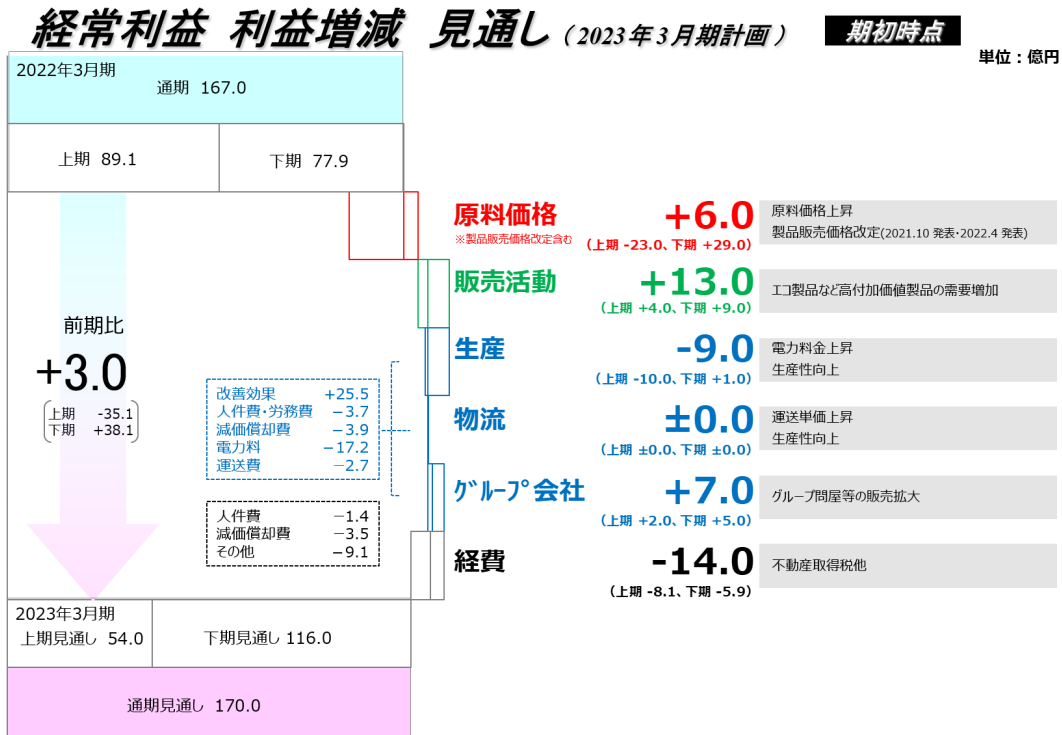 経常利益 利益増減 見通し（2023年3月期計画） 期初時点
単位：億円
2022年3月期
通期 167.0
上期 89.1
下期 77.9
原料価格
※製品販売価格改定含む
+6.0
（上期 -23.0、下期 +29.0）
原料価格上昇
製品販売価格改定(2021.10 発表・2022.4 発表)
販売活動
+13.0
（上期 +4.0、下期 +9.0）
エコ製品など高付加価値製品の需要増加
前期比
+3.0
上期 -35.1
下期 +38.1
生産
-9.0
（上期 -10.0、下期 +1.0）
電力料金上昇
生産性向上
改善効果 +25.5
人件費・労務費 −3.7
減価償却費 −3.9
電力料 −17.2
運送費 −2.7
物流
±0.0
（上期 ±0.0、下期 ±0.0）
運送単価上昇
生産性向上
グループ会社
+7.0
（上期 +2.0、下期 +5.0）
グループ問屋等の販売拡大
人件費 −1.4
減価償却費 −3.5
その他 −9.1
経費
-14.0
（上期 -8.1、下期 -5.9）
不動産取得税他
2023年3月期
上期見通し 54.0
下期見通し 116.0
通期見通し 170.0